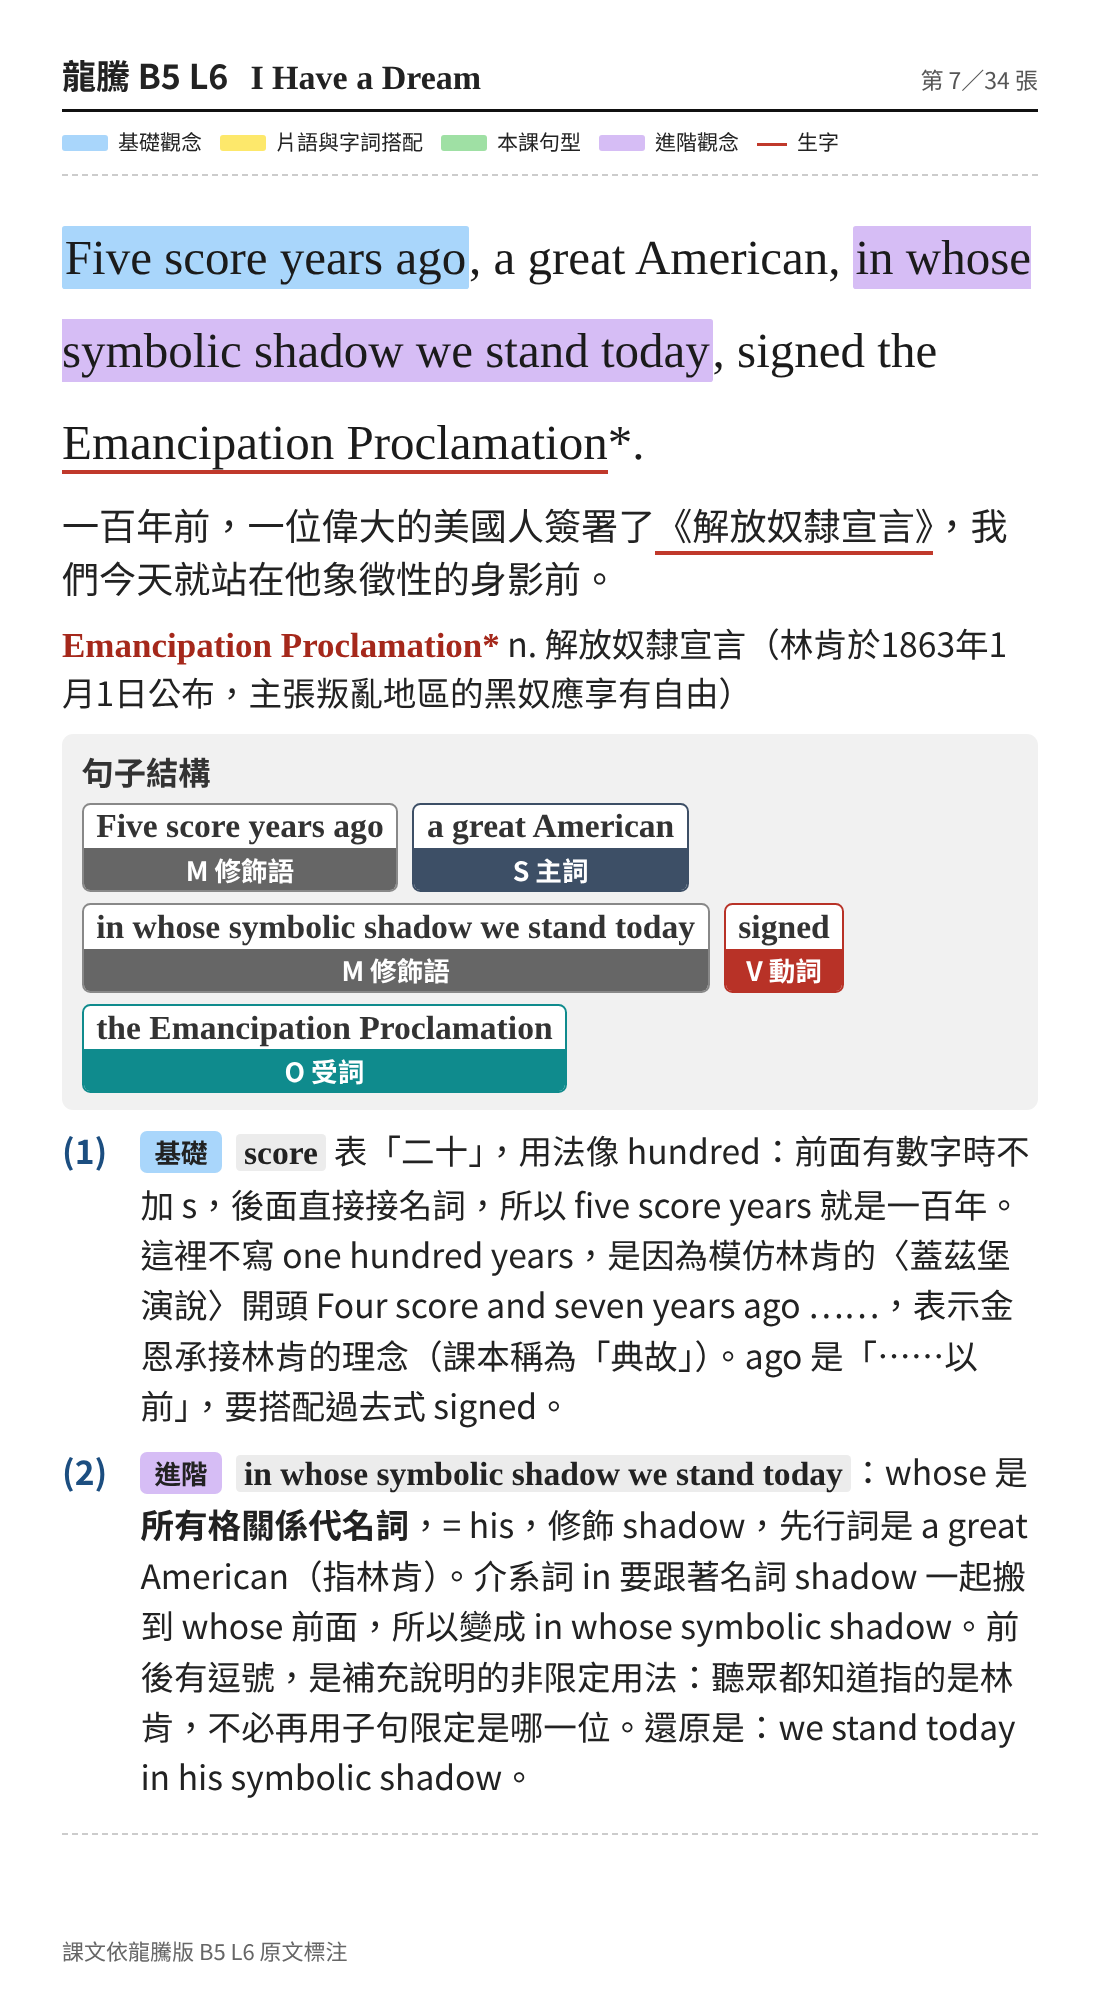 龍騰 B5 L6 I Have a Dream
第 7／34 張
基礎觀念 片語與字詞搭配 本課句型 進階觀念 生字
Five score years ago, a great American, in whose
symbolic shadow we stand today, signed the
Emancipation Proclamation*.
一百年前，一位偉大的美國人簽署了《解放奴隸宣言》，我
們今天就站在他象徵性的身影前。
Emancipation Proclamation* n. 解放奴隸宣言（林肯於1863年1
月1日公布，主張叛亂地區的黑奴應享有自由）
句子結構
Five score years ago a great American
M 修飾語 S 主詞
in whose symbolic shadow we stand today signed
M 修飾語 V 動詞
the Emancipation Proclamation
O 受詞
(1) 基礎 score 表「二十」，用法像 hundred：前面有數字時不
加 s，後面直接接名詞，所以 five score years 就是一百年。
這裡不寫 one hundred years，是因為模仿林肯的〈蓋茲堡
演說〉開頭 Four score and seven years ago ……，表示金
恩承接林肯的理念（課本稱為「典故」）。ago 是「……以
前」，要搭配過去式 signed。
(2) 進階 in whose symbolic shadow we stand today：whose 是
所有格關係代名詞，= his，修飾 shadow，先行詞是 a great
American（指林肯）。介系詞 in 要跟著名詞 shadow 一起搬
到 whose 前面，所以變成 in whose symbolic shadow。前
後有逗號，是補充說明的非限定用法：聽眾都知道指的是林
肯，不必再用子句限定是哪一位。還原是：we stand today
in his symbolic shadow。
課文依龍騰版 B5 L6 原文標注